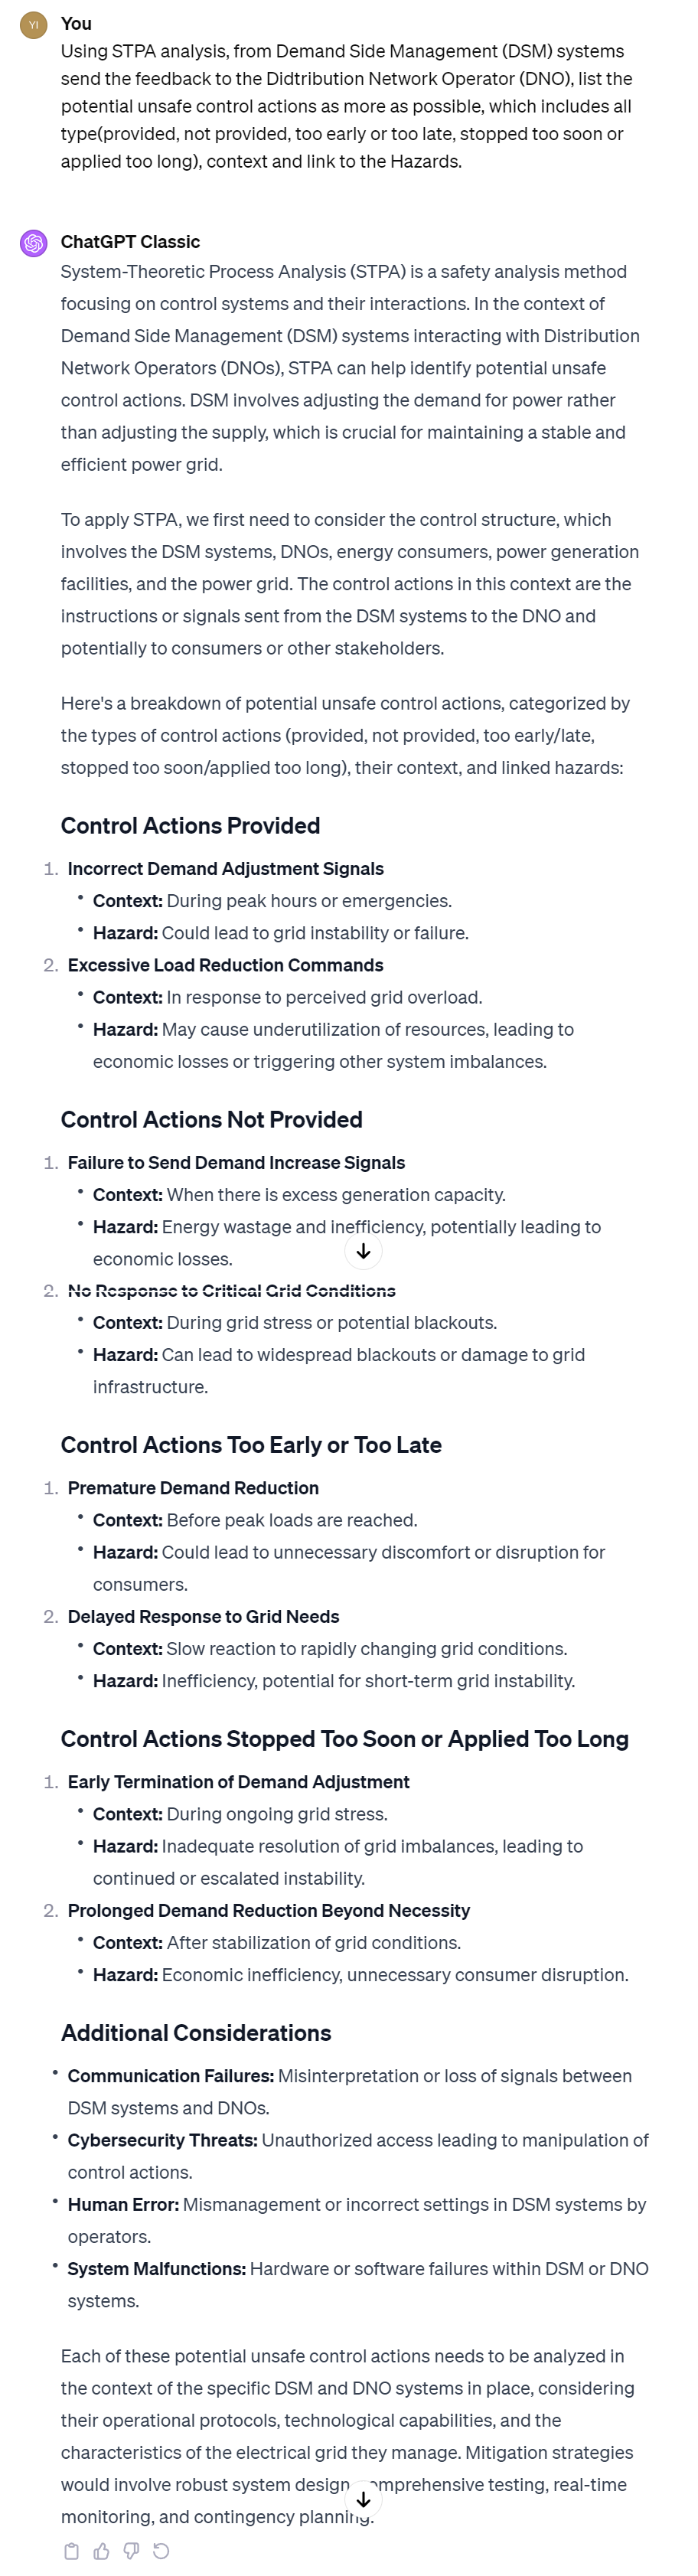 YI
You
Using STPA analysis, from Demand Side Management (DSM) systems
send the feedback to the Didtribution Network Operator (DNO), list the
potential unsafe control actions as more as possible, which includes all
type(provided, not provided, too early or too late, stopped too soon or
applied too long), context and link to the Hazards.
ChatGPT Classic
System-Theoretic Process Analysis (STPA) is a safety analysis method
focusing on control systems and their interactions. In the context of
Demand Side Management (DSM) systems interacting with Distribution
Network Operators (DNOs), STPA can help identify potential unsafe
control actions. DSM involves adjusting the demand for power rather
than adjusting the supply, which is crucial for maintaining a stable and
efficient power grid.
To apply STPA, we first need to consider the control structure, which
involves the DSM systems, DNOs, energy consumers, power generation
facilities, and the power grid. The control actions in this context are the
instructions or signals sent from the DSM systems to the DNO and
potentially to consumers or other stakeholders.
Here's a breakdown of potential unsafe control actions, categorized by
the types of control actions (provided, not provided, too early/late,
stopped too soon/applied too long), their context, and linked hazards:
Control Actions Provided
1. Incorrect Demand Adjustment Signals
• Context: During peak hours or emergencies.
• Hazard: Could lead to grid instability or failure.
2. Excessive Load Reduction Commands
• Context: In response to perceived grid overload.
• Hazard: May cause underutilization of resources, leading to
economic losses or triggering other system imbalances.
Control Actions Not Provided
1. Failure to Send Demand Increase Signals
• Context: When there is excess generation capacity.
• Hazard: Energy wastage and inefficiency, potentially leading to
economic losses.
2. No Response to Critical Grid Conditions
• Context: During grid stress or potential blackouts.
• Hazard: Can lead to widespread blackouts or damage to grid
infrastructure.
Control Actions Too Early or Too Late
1. Premature Demand Reduction
• Context: Before peak loads are reached.
• Hazard: Could lead to unnecessary discomfort or disruption for
consumers.
2. Delayed Response to Grid Needs
• Context: Slow reaction to rapidly changing grid conditions.
• Hazard: Inefficiency, potential for short-term grid instability.
Control Actions Stopped Too Soon or Applied Too Long
1. Early Termination of Demand Adjustment
• Context: During ongoing grid stress.
• Hazard: Inadequate resolution of grid imbalances, leading to
continued or escalated instability.
2. Prolonged Demand Reduction Beyond Necessity
• Context: After stabilization of grid conditions.
• Hazard: Economic inefficiency, unnecessary consumer disruption.
Additional Considerations
• Communication Failures: Misinterpretation or loss of signals between
DSM systems and DNOs.
• Cybersecurity Threats: Unauthorized access leading to manipulation of
control actions.
• Human Error: Mismanagement or incorrect settings in DSM systems by
operators.
• System Malfunctions: Hardware or software failures within DSM or DNO
systems.
Each of these potential unsafe control actions needs to be analyzed in
the context of the specific DSM and DNO systems in place, considering
their operational protocols, technological capabilities, and the
characteristics of the electrical grid they manage. Mitigation strategies
would involve robust system design, comprehensive testing, real-time
monitoring, and contingency planning.